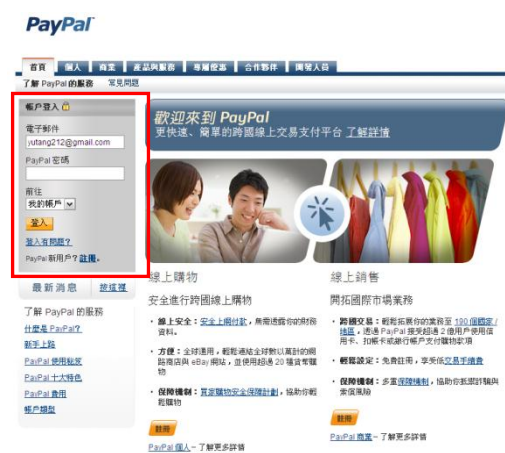 PayPal
首頁 個人 商業 產品與服務 專屬優惠 合作夥伴 開發人員
了解 PayPal 的服務 常見問題
帳戶登入
電子郵件
yutang212@gmail.com
PayPal 密碼
前往
我的帳戶
登入
登入有問題?
PayPal 新用戶? 註冊。
最新消息 按這裡
了解 PayPal 的服務
什麼是 PayPal?
新手上路
PayPal 使用秘笈
PayPal 十大特色
PayPal 費用
帳戶類型
歡迎來到 PayPal
更快速、簡單的跨國線上交易支付平台 了解詳情
線上購物
安全進行跨國線上購物
· 線上安全：安全上網付款，無需透露你的財務
資料。
· 方便：全球通用，輕鬆連結全球數以萬計的網
路商店與 eBay 網站，並使用超過 20 種貨幣購
物
· 保障機制：買家購物安全保障計劃，協助你輕
鬆購物
註冊
PayPal 個人 – 了解更多詳情
線上銷售
開拓國際市場業務
· 跨國交易：輕鬆拓展你的業務至 190 個國家/
地區，透過 PayPal 接受超過 2 億用戶使用信
用卡、扣帳卡或銀行帳戶支付購物款項
· 輕鬆設定：免費註冊，享受低交易手續費
· 保障機制：多重保障機制，協助你抵禦詐騙與
索償風險
註冊
PayPal 商業 – 了解更多詳情